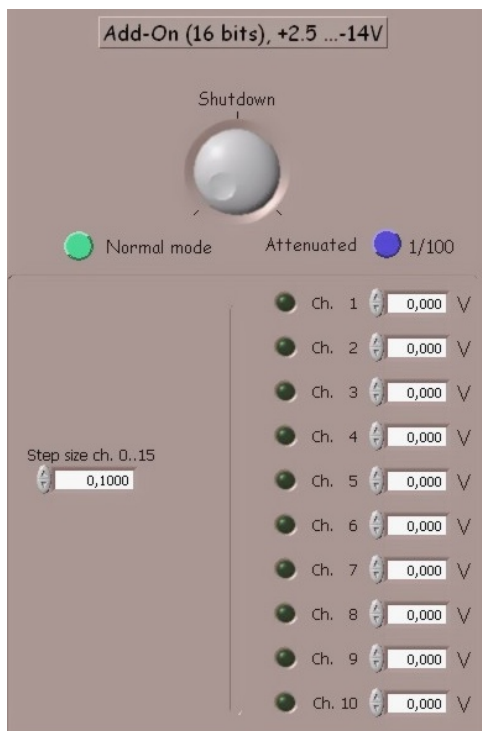 Add-On (16 bits), +2.5 ...-14V
Shutdown
Normal mode
Attenuated 1/100
Ch. 1 0,000 V
Ch. 2 0,000 V
Ch. 3 0,000 V
Ch. 4 0,000 V
Step size ch. 0..15
0,1000
Ch. 5 0,000 V
Ch. 6 0,000 V
Ch. 7 0,000 V
Ch. 8 0,000 V
Ch. 9 0,000 V
Ch. 10 0,000 V